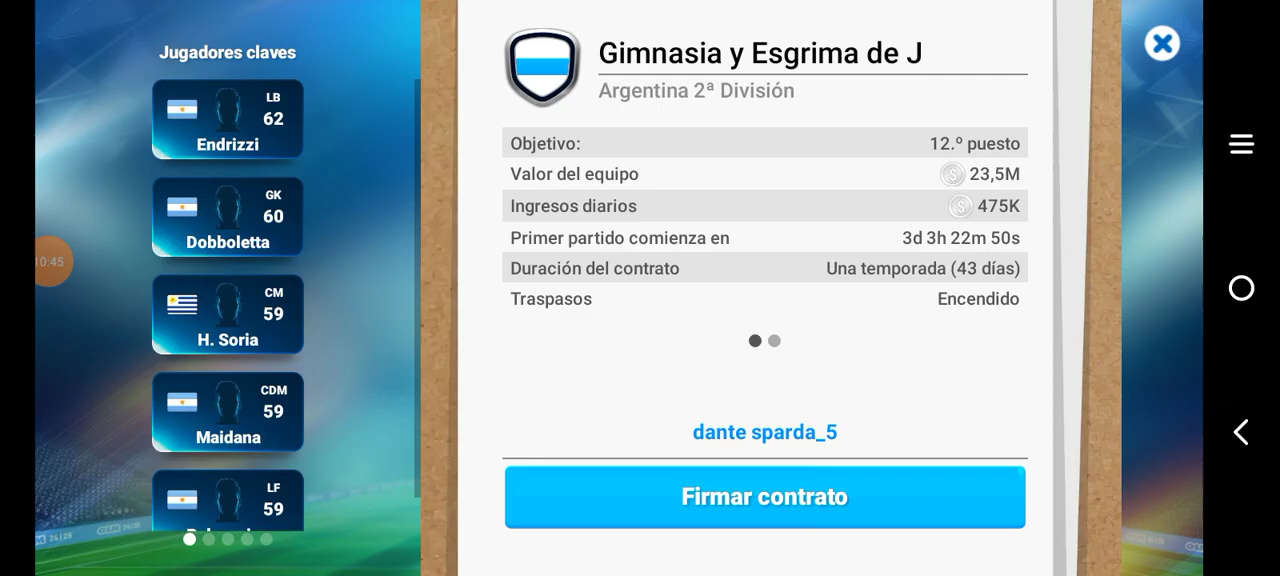 Jugadores claves
LB
62
Endrizzi
GK
60
Dobboletta
CM
59
H. Soria
CDM
59
Maidana
LF
59
10:45
Gimnasia y Esgrima de J
Argentina 2ª División
Objetivo: 12.º puesto
Valor del equipo 23,5M
Ingresos diarios 475K
Primer partido comienza en 3d 3h 22m 50s
Duración del contrato Una temporada (43 días)
Traspasos Encendido
dante sparda_5
Firmar contrato